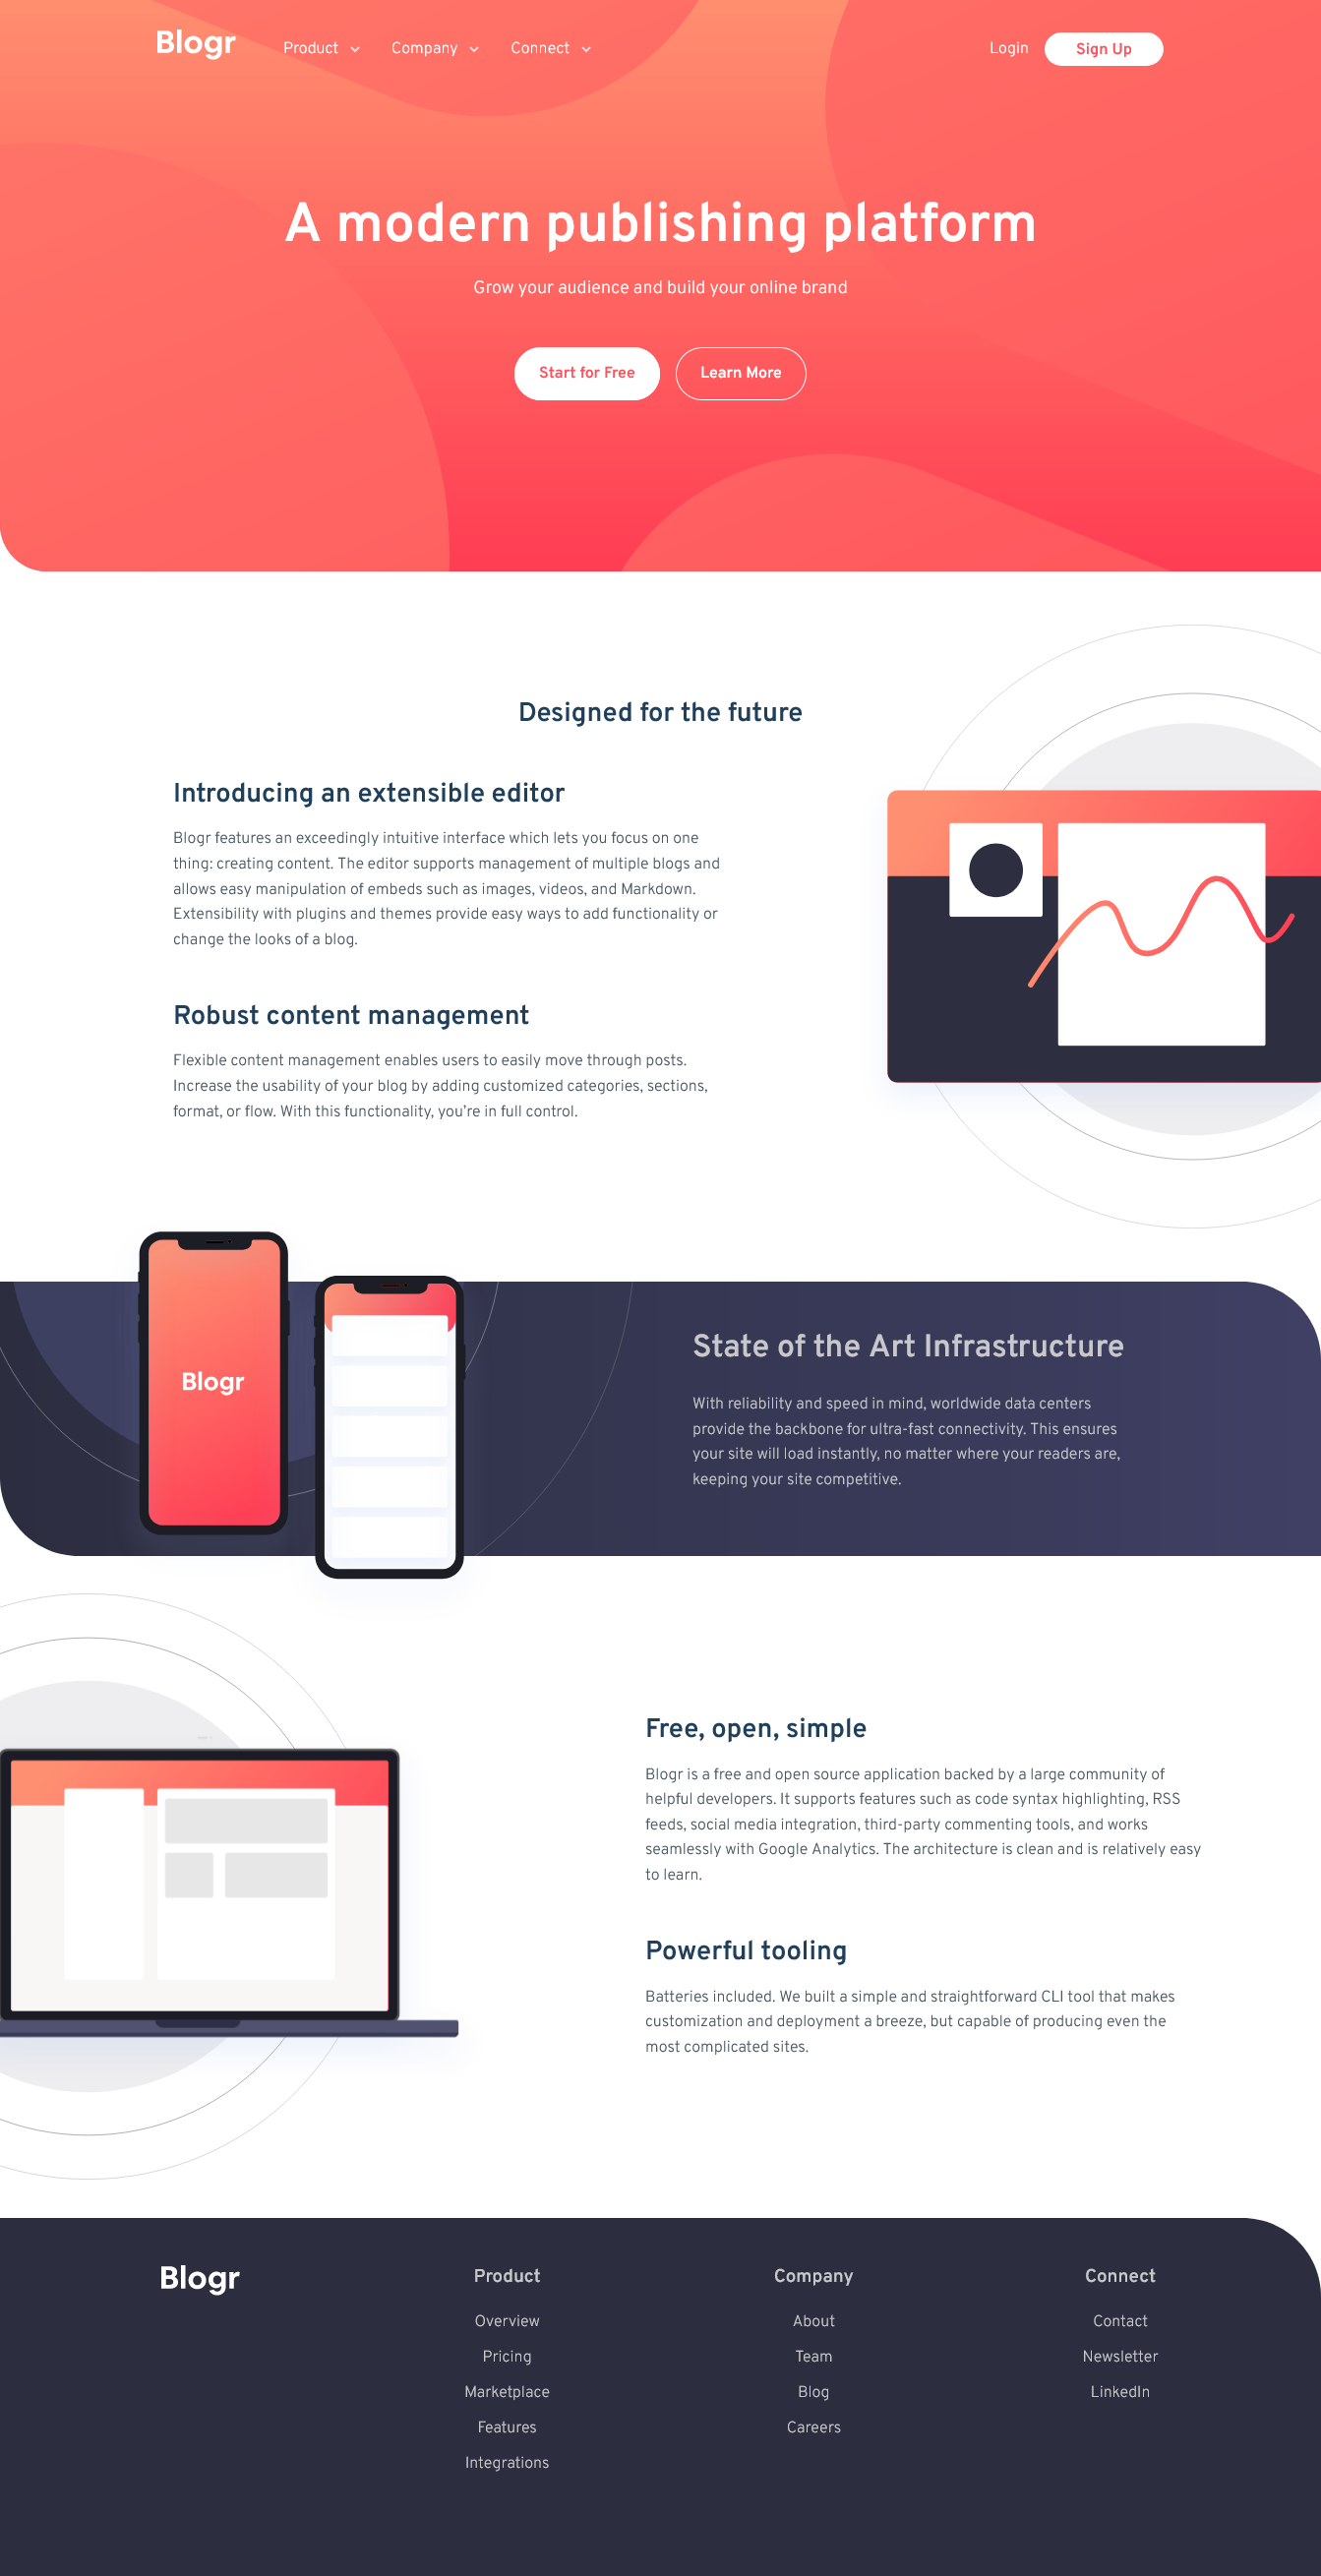 Blogr Product Company Connect Login Sign Up
A modern publishing platform
Grow your audience and build your online brand
Start for Free Learn More
Designed for the future
Introducing an extensible editor
Blogr features an exceedingly intuitive interface which lets you focus on one
thing: creating content. The editor supports management of multiple blogs and
allows easy manipulation of embeds such as images, videos, and Markdown.
Extensibility with plugins and themes provide easy ways to add functionality or
change the looks of a blog.
Robust content management
Flexible content management enables users to easily move through posts.
Increase the usability of your blog by adding customized categories, sections,
format, or flow. With this functionality, you're in full control.
Blogr
State of the Art Infrastructure
With reliability and speed in mind, worldwide data centers
provide the backbone for ultra-fast connectivity. This ensures
your site will load instantly, no matter where your readers are,
keeping your site competitive.
Free, open, simple
Blogr is a free and open source application backed by a large community of
helpful developers. It supports features such as code syntax highlighting, RSS
feeds, social media integration, third-party commenting tools, and works
seamlessly with Google Analytics. The architecture is clean and is relatively easy
to learn.
Powerful tooling
Batteries included. We built a simple and straightforward CLI tool that makes
customization and deployment a breeze, but capable of producing even the
most complicated sites.
Blogr
Product
Overview
Pricing
Marketplace
Features
Integrations
Company
About
Team
Blog
Careers
Connect
Contact
Newsletter
LinkedIn